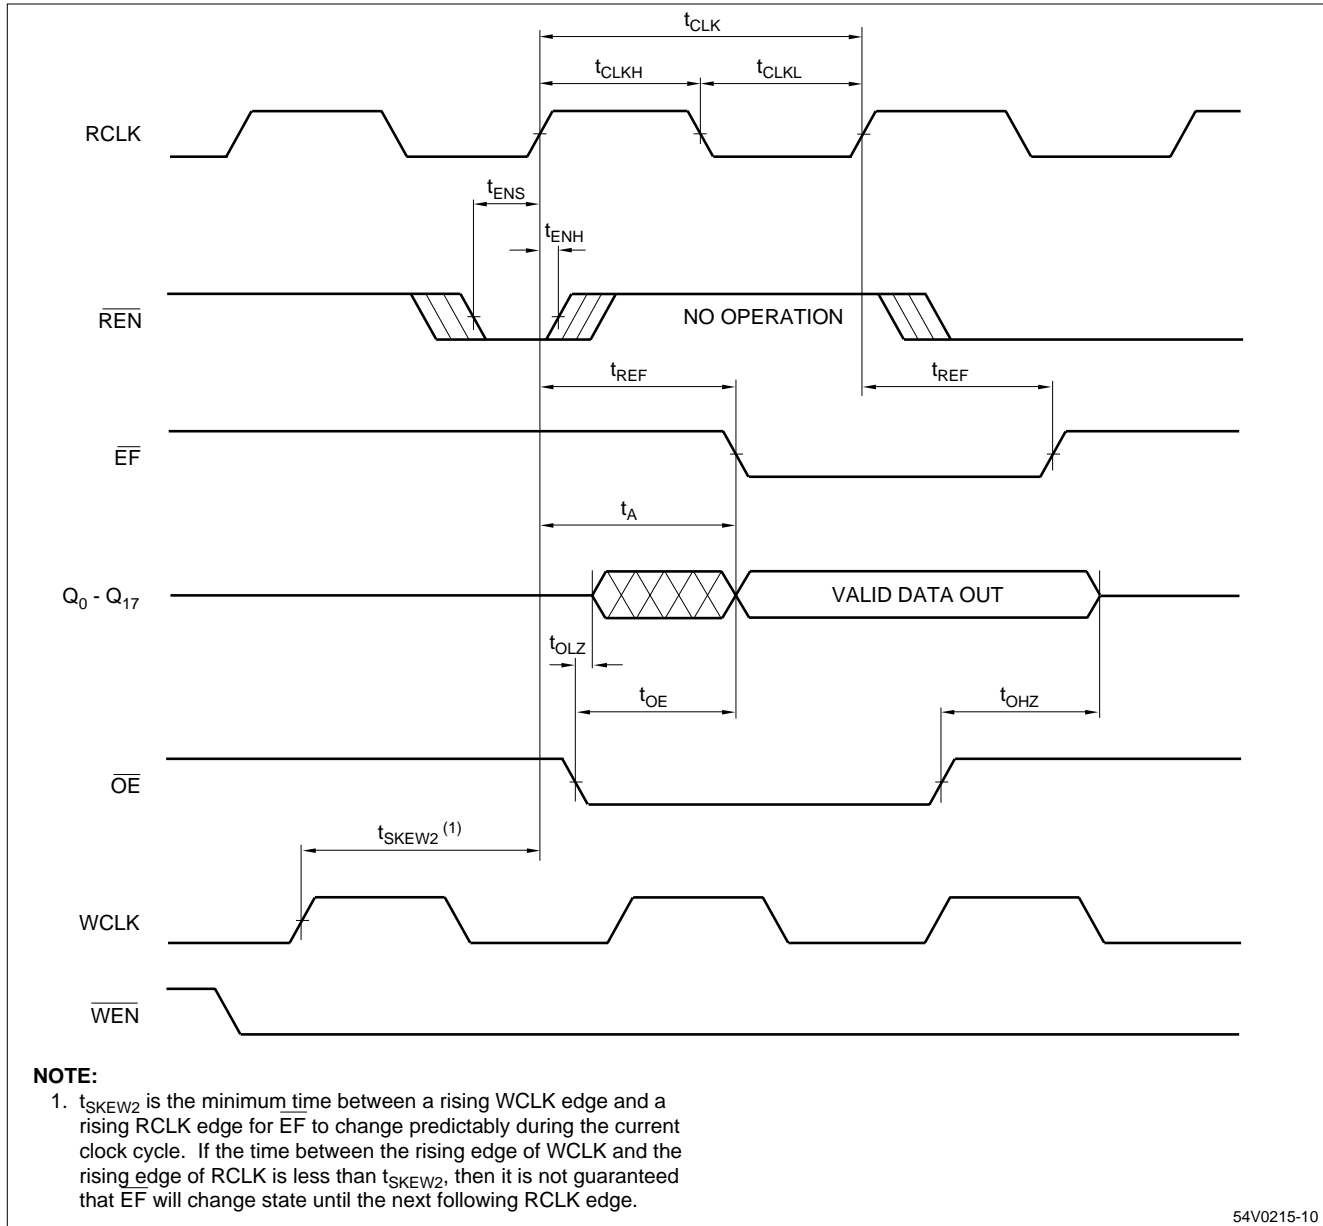 tCLK
tCLKH
tCLKL
RCLK
tENS
tENH
REN
NO OPERATION
tREF
tREF
EF
tA
Q0 - Q17
VALID DATA OUT
tOLZ
tOE
tOHZ
OE
tSKEW2 (1)
WCLK
WEN
NOTE:
1. tSKEW2 is the minimum time between a rising WCLK edge and a
rising RCLK edge for EF to change predictably during the current
clock cycle. If the time between the rising edge of WCLK and the
rising edge of RCLK is less than tSKEW2, then it is not guaranteed
that EF will change state until the next following RCLK edge.
54V0215-10